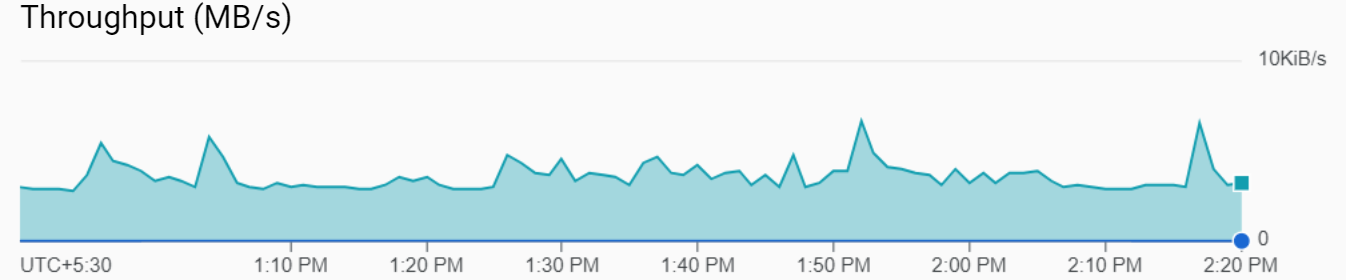 Throughput (MB/s)
10KiB/s
0
UTC+5:30 1:10 PM 1:20 PM 1:30 PM 1:40 PM 1:50 PM 2:00 PM 2:10 PM 2:20 PM